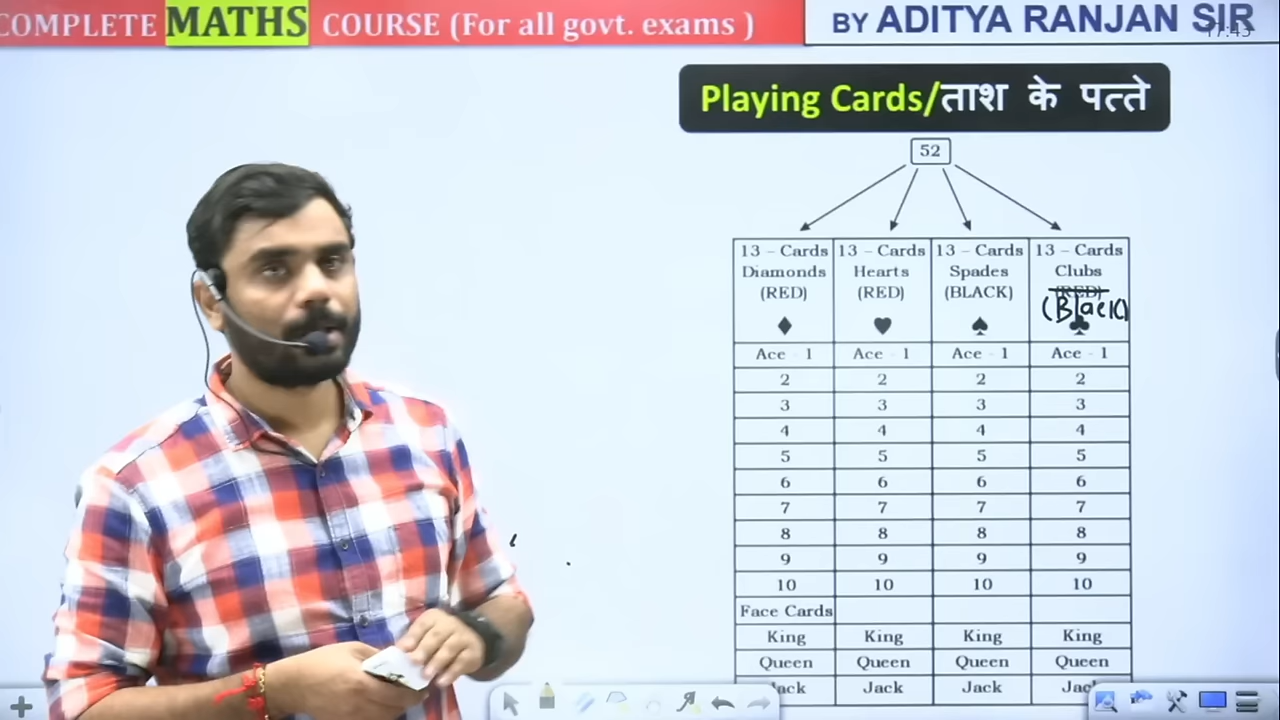 COMPLETE MATHS COURSE (For all govt. exams )
BY ADITYA RANJAN SIR
17:43
Playing Cards/ताश के पत्ते
52
13 – Cards Diamonds (RED) ♦
13 – Cards Hearts (RED) ♥
13 – Cards Spades (BLACK) ♠
13 – Cards Clubs (RED) (Black) ♣
Ace - 1 Ace - 1 Ace - 1 Ace - 1
2 2 2 2
3 3 3 3
4 4 4 4
5 5 5 5
6 6 6 6
7 7 7 7
8 8 8 8
9 9 9 9
10 10 10 10
Face Cards
King King King King
Queen Queen Queen Queen
Jack Jack Jack Jack